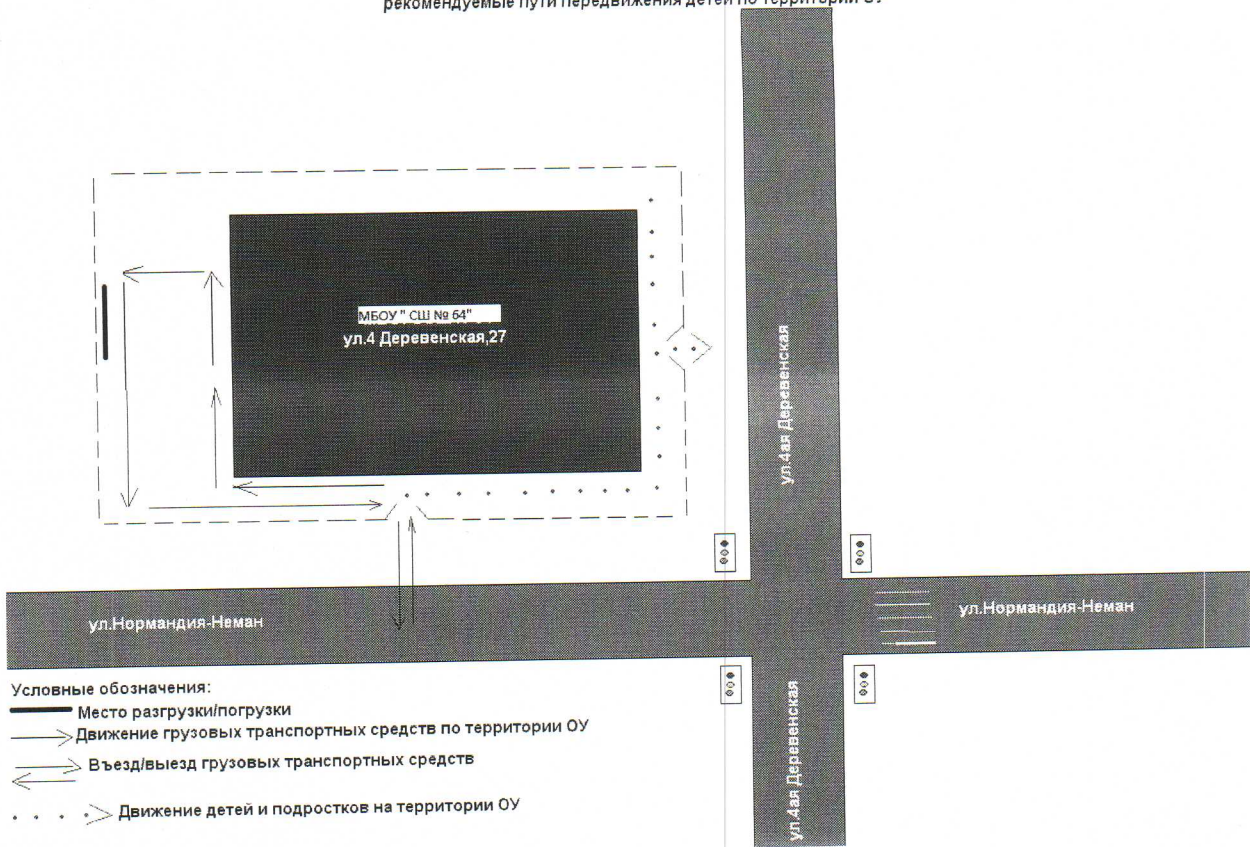 рекомендуемые пути передвижения детей по территории ОУ
МБОУ " СШ № 64"
ул.4 Деревенская,27
ул.4ая Деревенская
ул.Нормандия-Неман
ул.Нормандия-Неман
ул.4ая Деревенская
Условные обозначения:
Место разгрузки/погрузки
Движение грузовых транспортных средств по территории ОУ
Въезд/выезд грузовых транспортных средств
Движение детей и подростков на территории ОУ